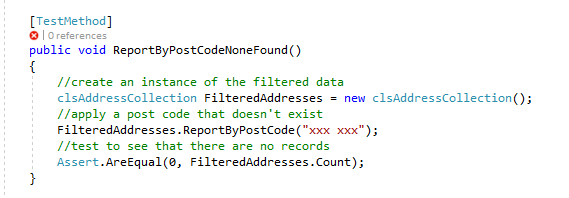 [TestMethod]
0 references
public void ReportByPostCodeNoneFound()
{
//create an instance of the filtered data
clsAddressCollection FilteredAddresses = new clsAddressCollection();
//apply a post code that doesn't exist
FilteredAddresses.ReportByPostCode("xxx xxx");
//test to see that there are no records
Assert.AreEqual(0, FilteredAddresses.Count);
}